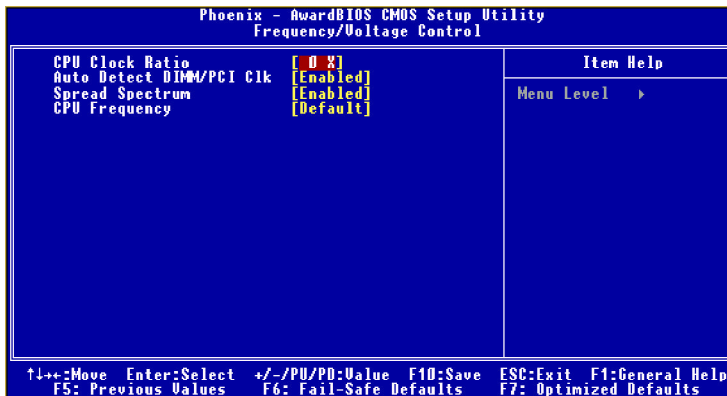 Phoenix - AwardBIOS CMOS Setup Utility
Frequency/Voltage Control
CPU Clock Ratio [ 0 X]
Auto Detect DIMM/PCI Clk [Enabled]
Spread Spectrum [Enabled]
CPU Frequency [Default]
Item Help
Menu Level ▸
↑↓→←:Move Enter:Select +/-/PU/PD:Value F10:Save ESC:Exit F1:General Help
F5: Previous Values F6: Fail-Safe Defaults F7: Optimized Defaults